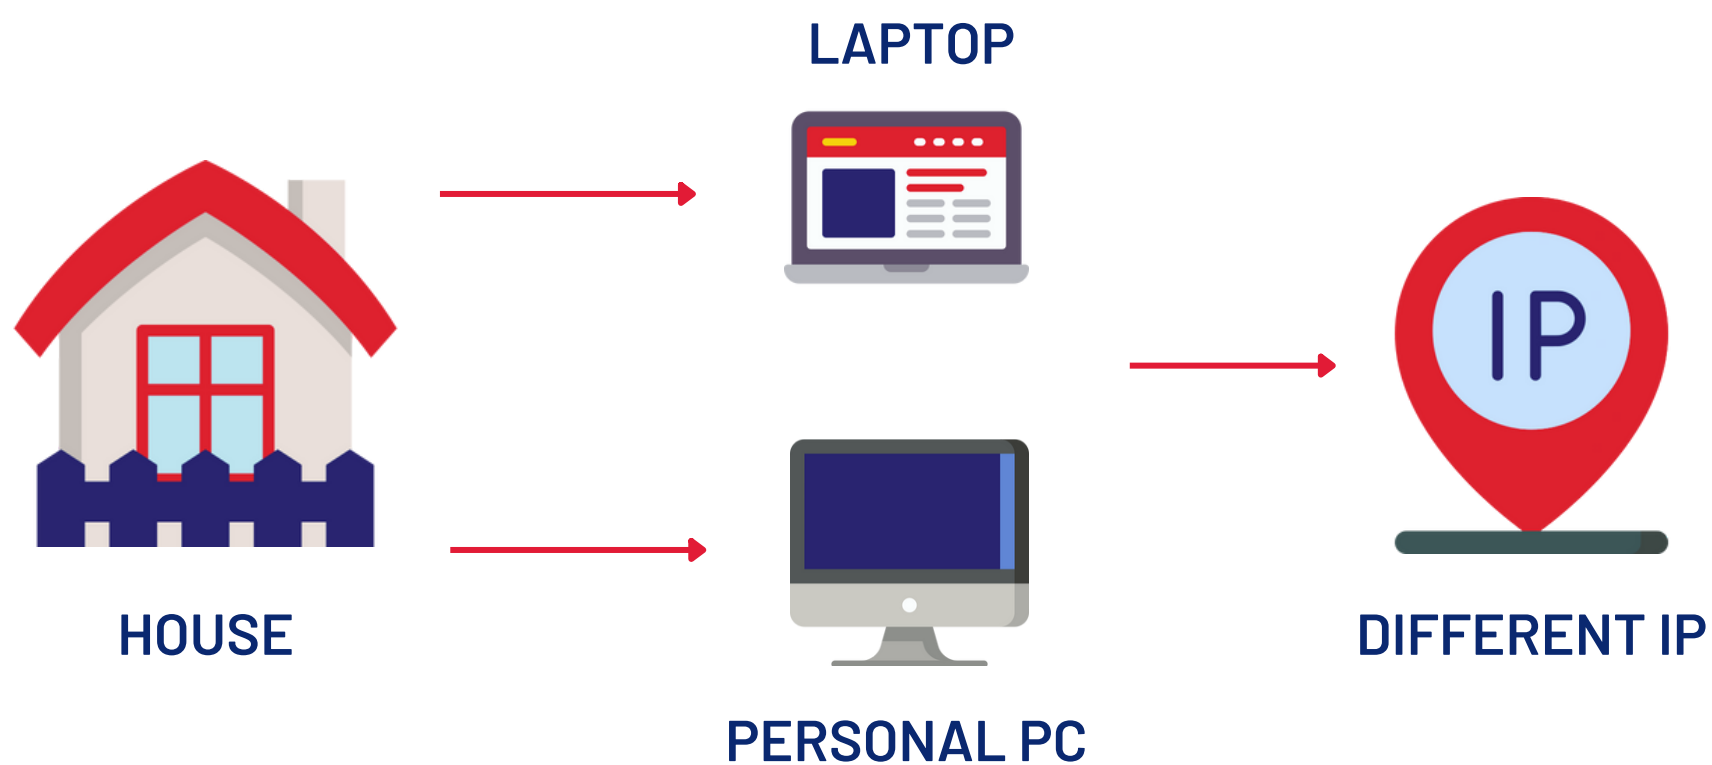 LAPTOP
IP
HOUSE
DIFFERENT IP
PERSONAL PC